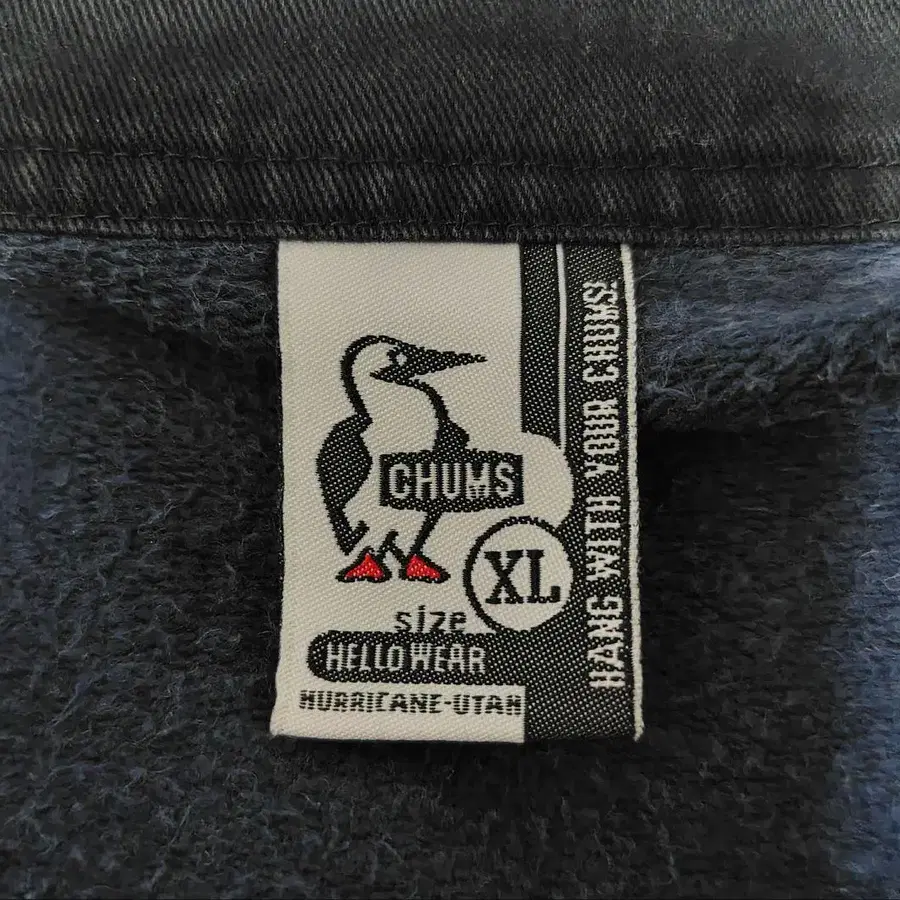 CHUMS
XL
size
HELLO WEAR
HURRICANE-UTAH
HANG WITH YOUR CHUMS!